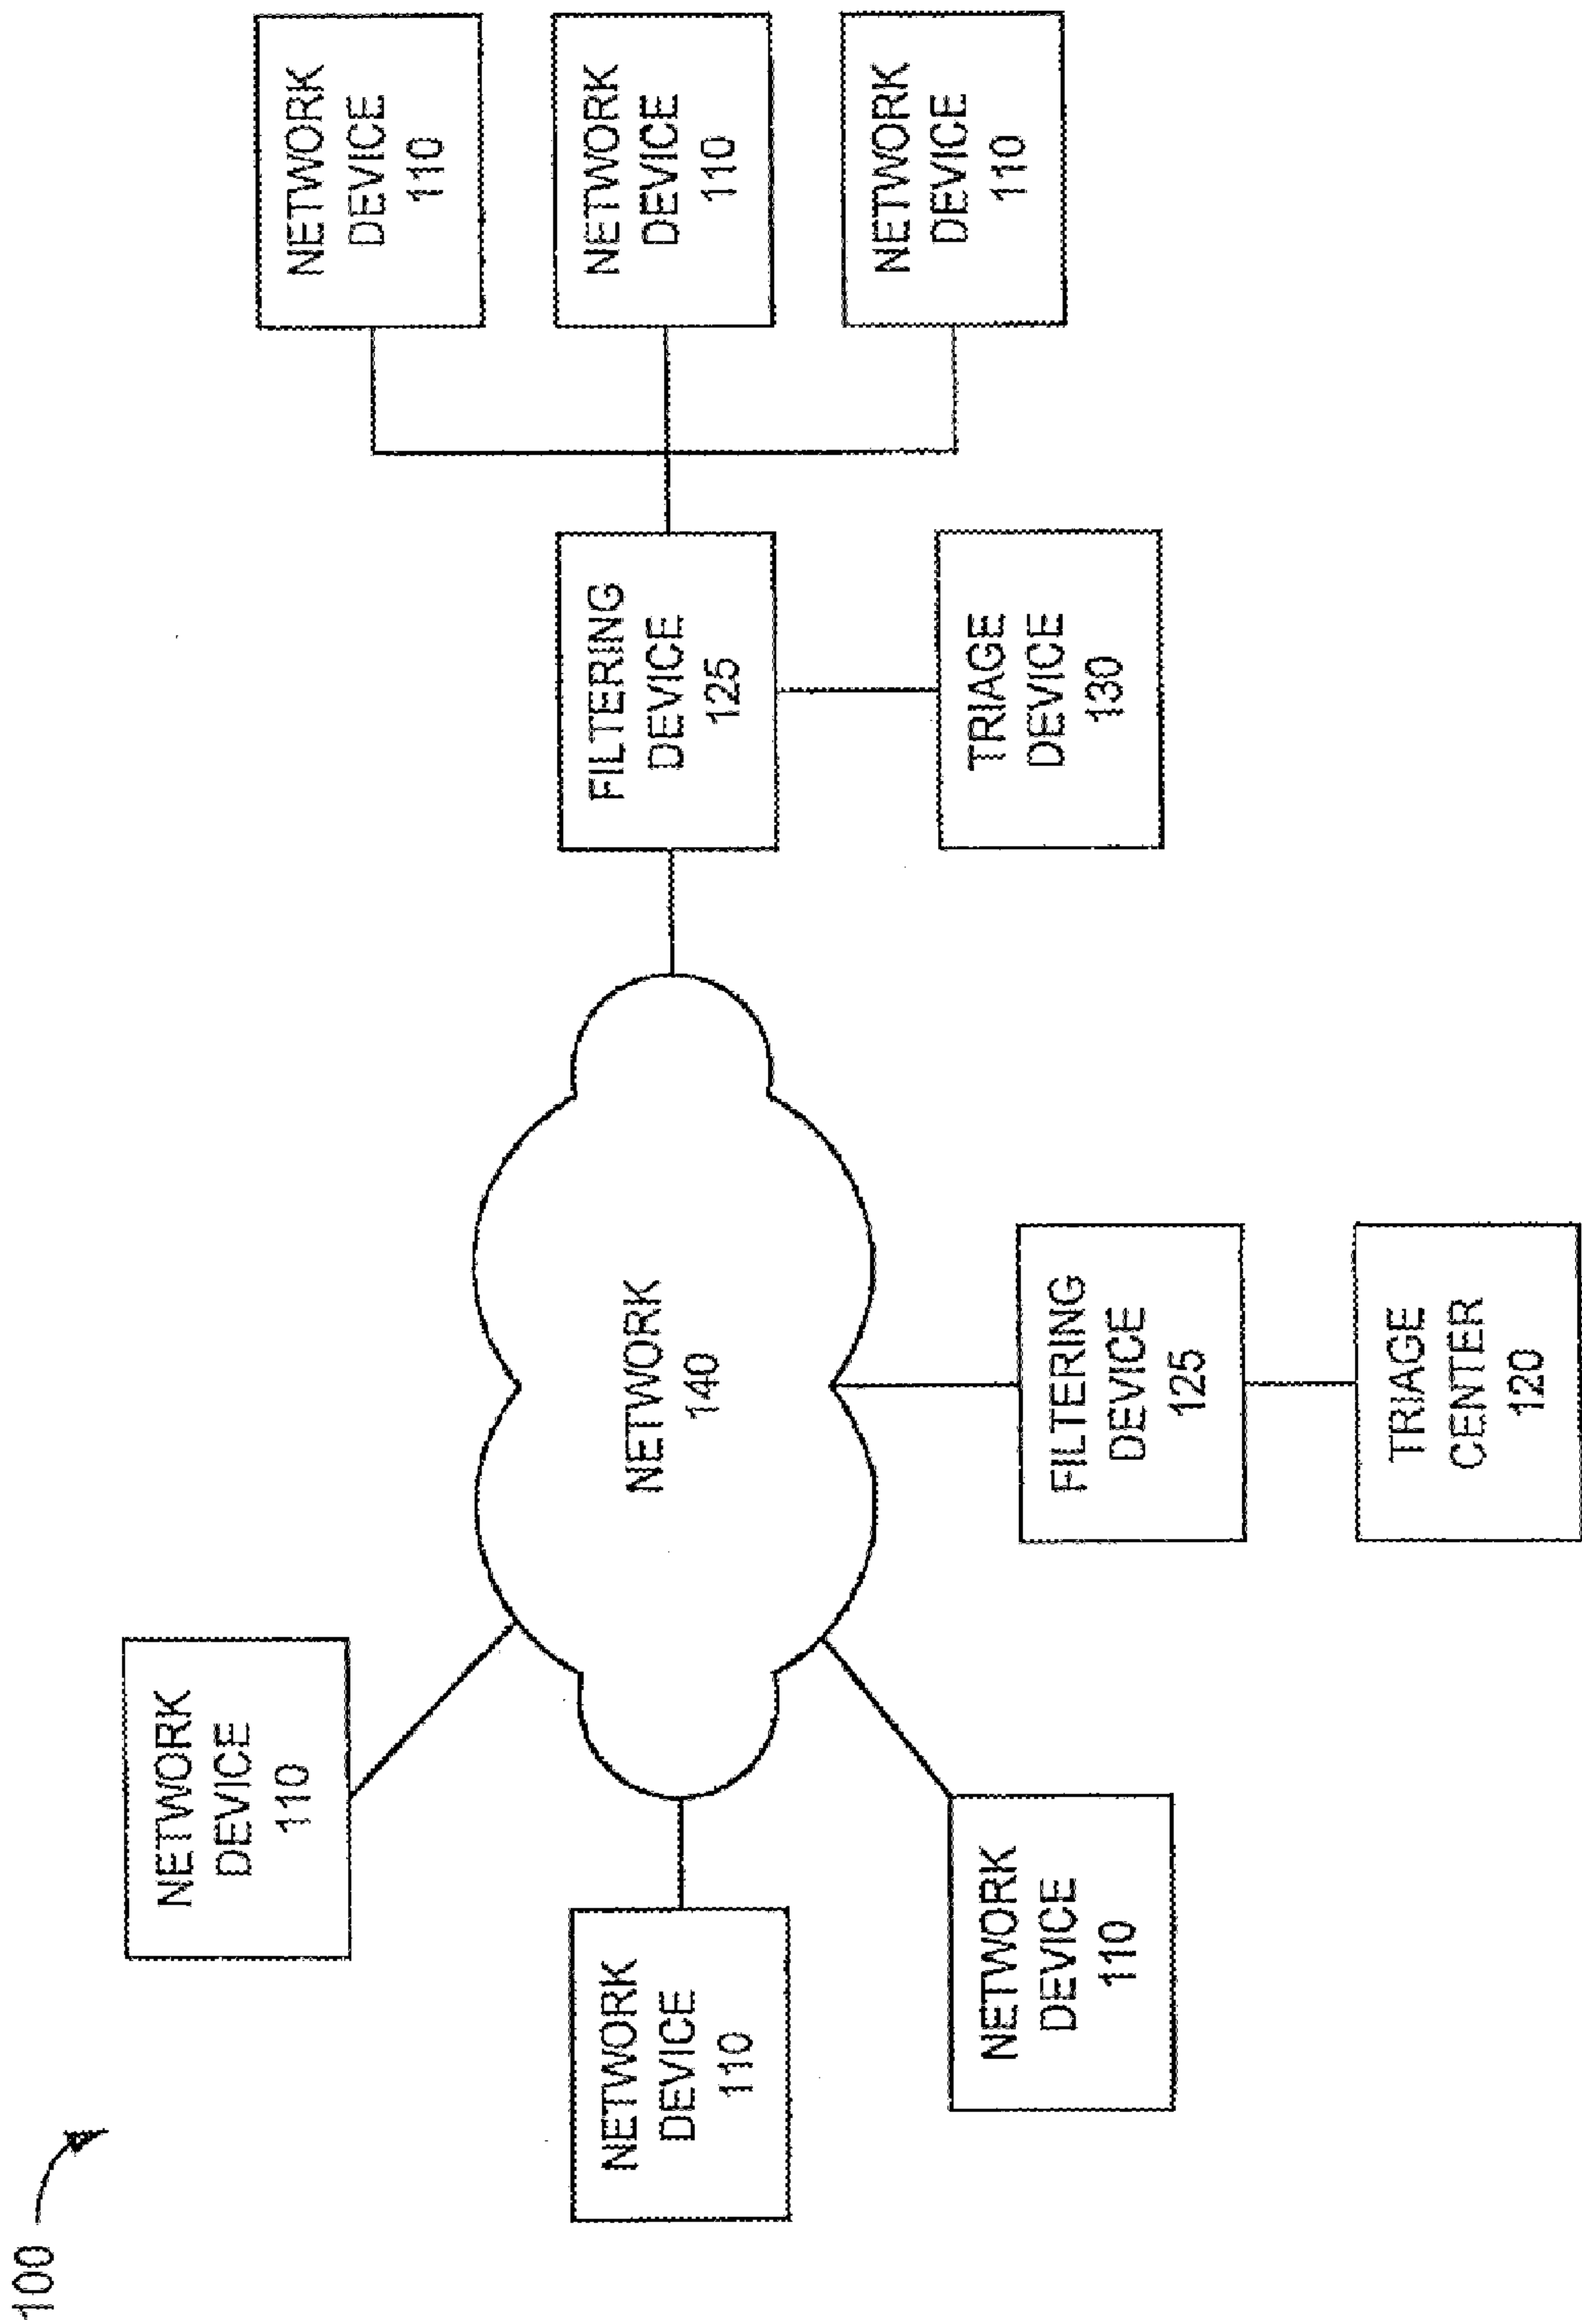 100
NETWORK
DEVICE
110
NETWORK
DEVICE
110
NETWORK
DEVICE
110
NETWORK
140
FILTERING
DEVICE
125
TRIAGE
CENTER
120
FILTERING
DEVICE
125
TRIAGE
DEVICE
130
NETWORK
DEVICE
110
NETWORK
DEVICE
110
NETWORK
DEVICE
110